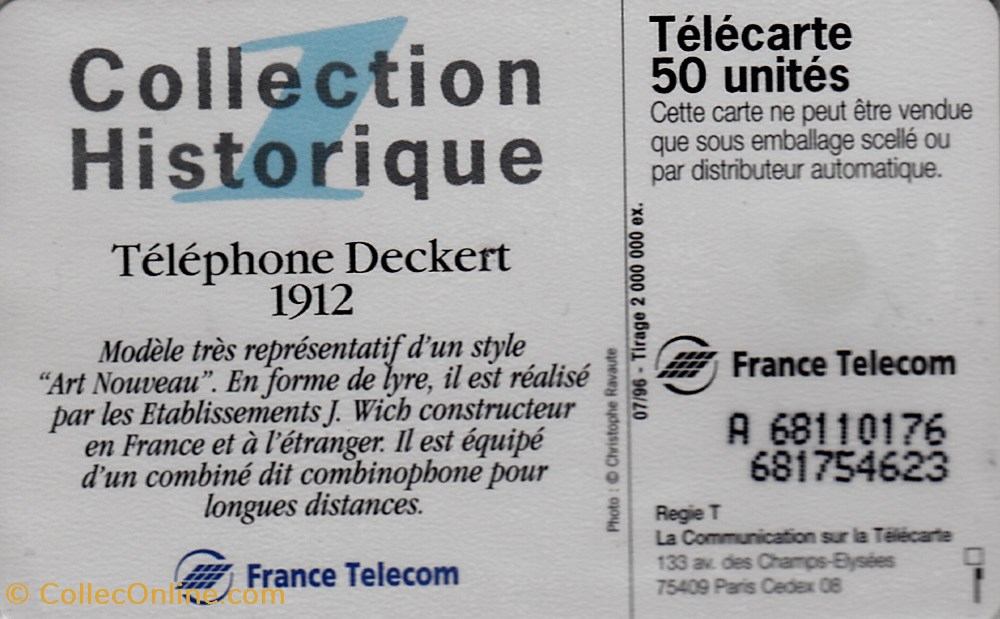 1
Collection
Historique
Téléphone Deckert
1912
Modèle très représentatif d'un style
“Art Nouveau”. En forme de lyre, il est réalisé
par les Etablissements J. Wich constructeur
en France et à l'étranger. Il est équipé
d'un combiné dit combinophone pour
longues distances.
France Telecom
© CollecOnline.com
Photo : © Christophe Ravaute
07/96 - Tirage 2 000 000 ex.
Télécarte
50 unités
Cette carte ne peut être vendue
que sous emballage scellé ou
par distributeur automatique.
France Telecom
A 68110176
681754623
Regie T
La Communication sur la Télécarte
133 av. des Champs-Elysées
75409 Paris Cedex 08